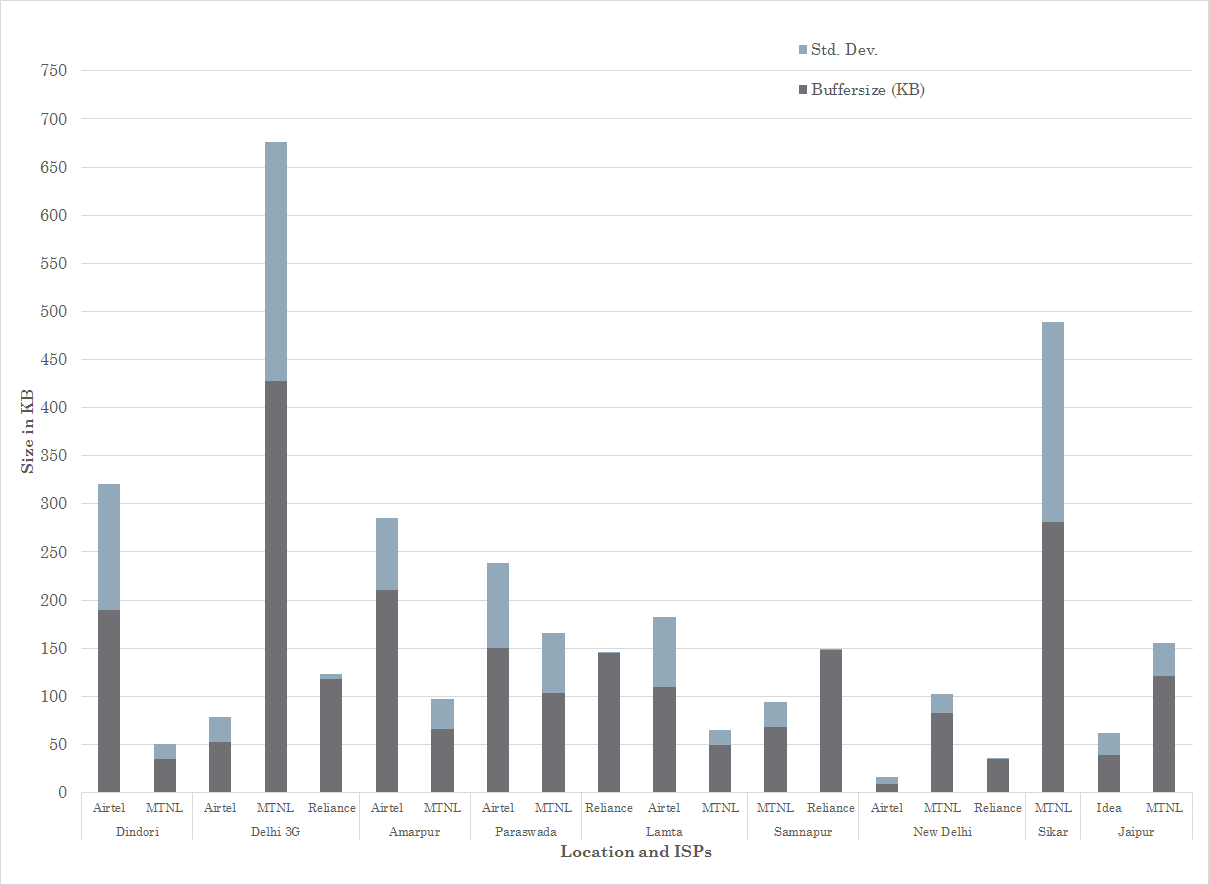 Std. Dev.
Buffersize (KB)
750
700
650
600
550
500
450
400
350
300
250
200
150
100
50
0
Size in KB
Airtel MTNL Airtel MTNL Reliance Airtel MTNL Airtel MTNL Reliance Airtel MTNL MTNL Reliance Airtel MTNL Reliance MTNL Idea MTNL
Dindori Delhi 3G Amarpur Paraswada Lamta Samnapur New Delhi Sikar Jaipur
Location and ISPs